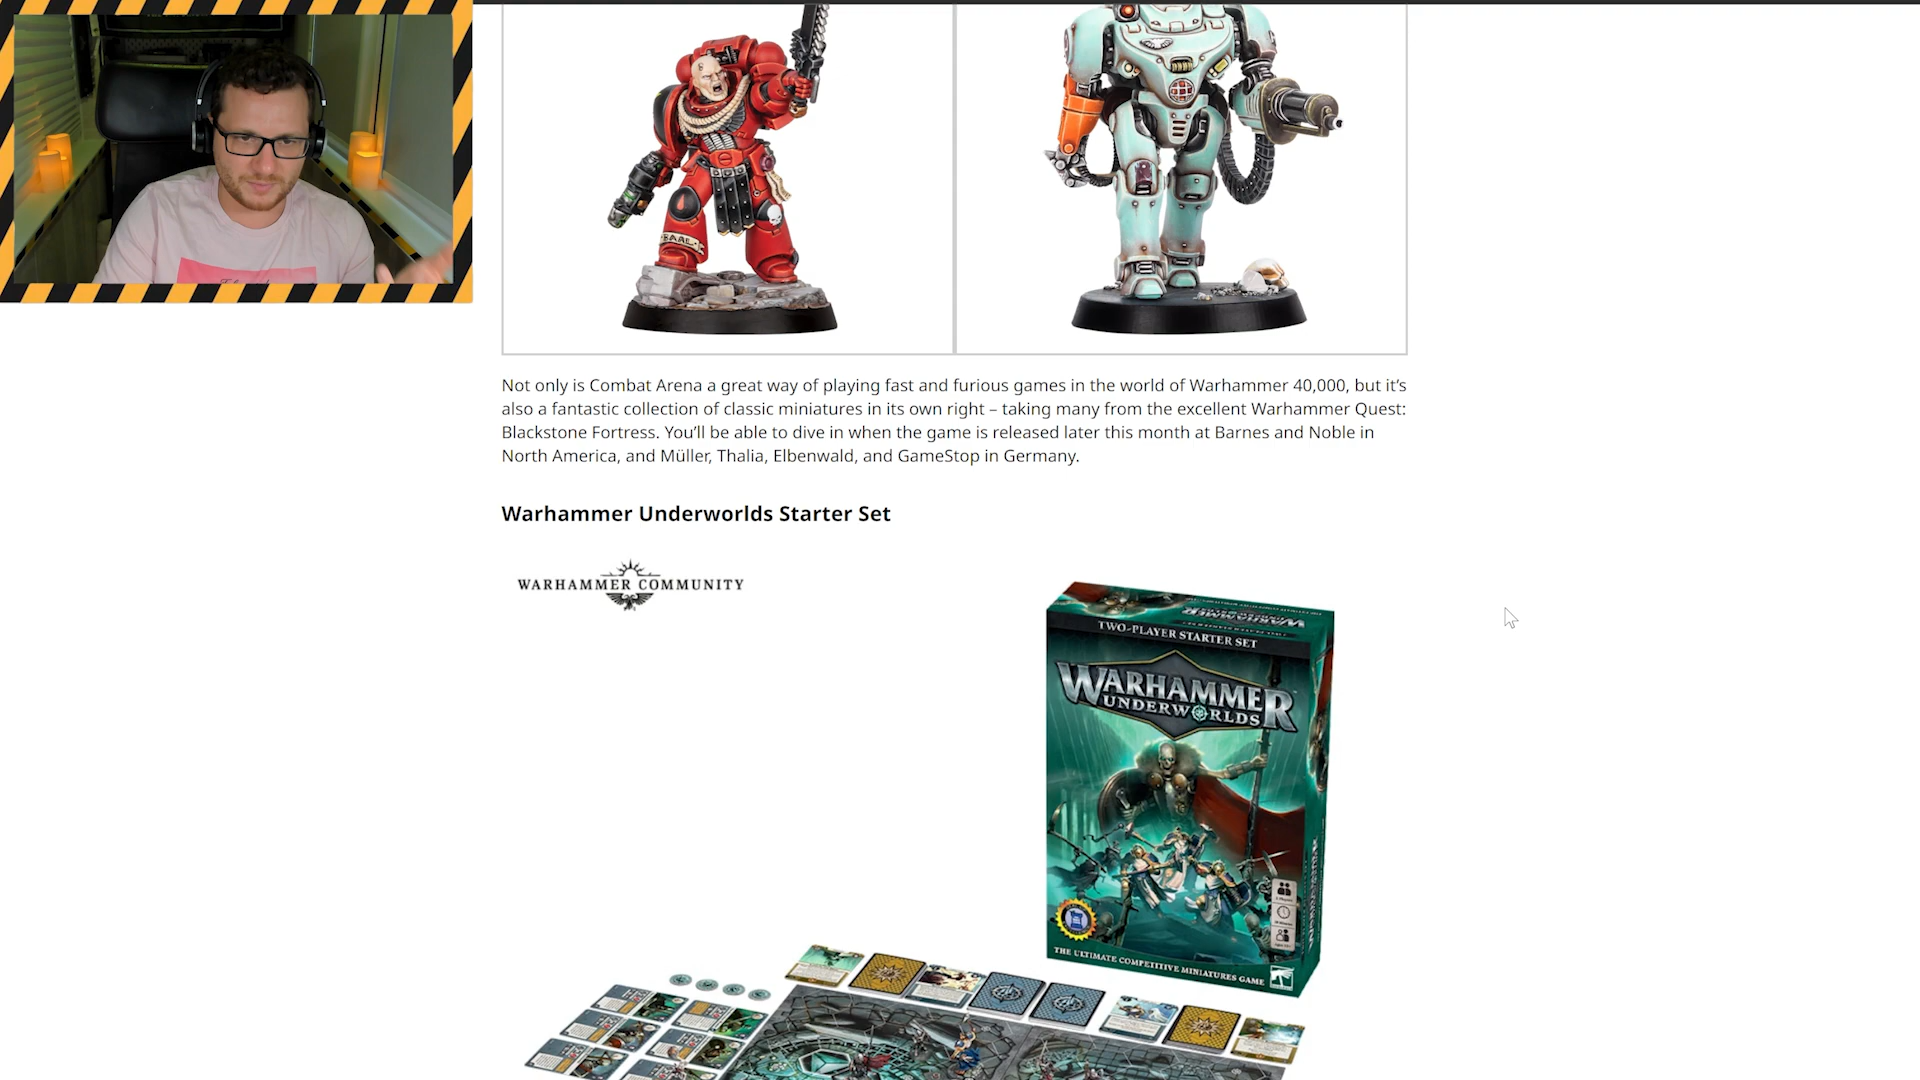 BAAL
Not only is Combat Arena a great way of playing fast and furious games in the world of Warhammer 40,000, but it’s
also a fantastic collection of classic miniatures in its own right – taking many from the excellent Warhammer Quest:
Blackstone Fortress. You’ll be able to dive in when the game is released later this month at Barnes and Noble in
North America, and Müller, Thalia, Elbenwald, and GameStop in Germany.
Warhammer Underworlds Starter Set
WARHAMMER COMMUNITY
TWO-PLAYER STARTER SET
WARHAMMER
UNDERWORLDS
THE ULTIMATE COMPETITIVE MINIATURES GAME